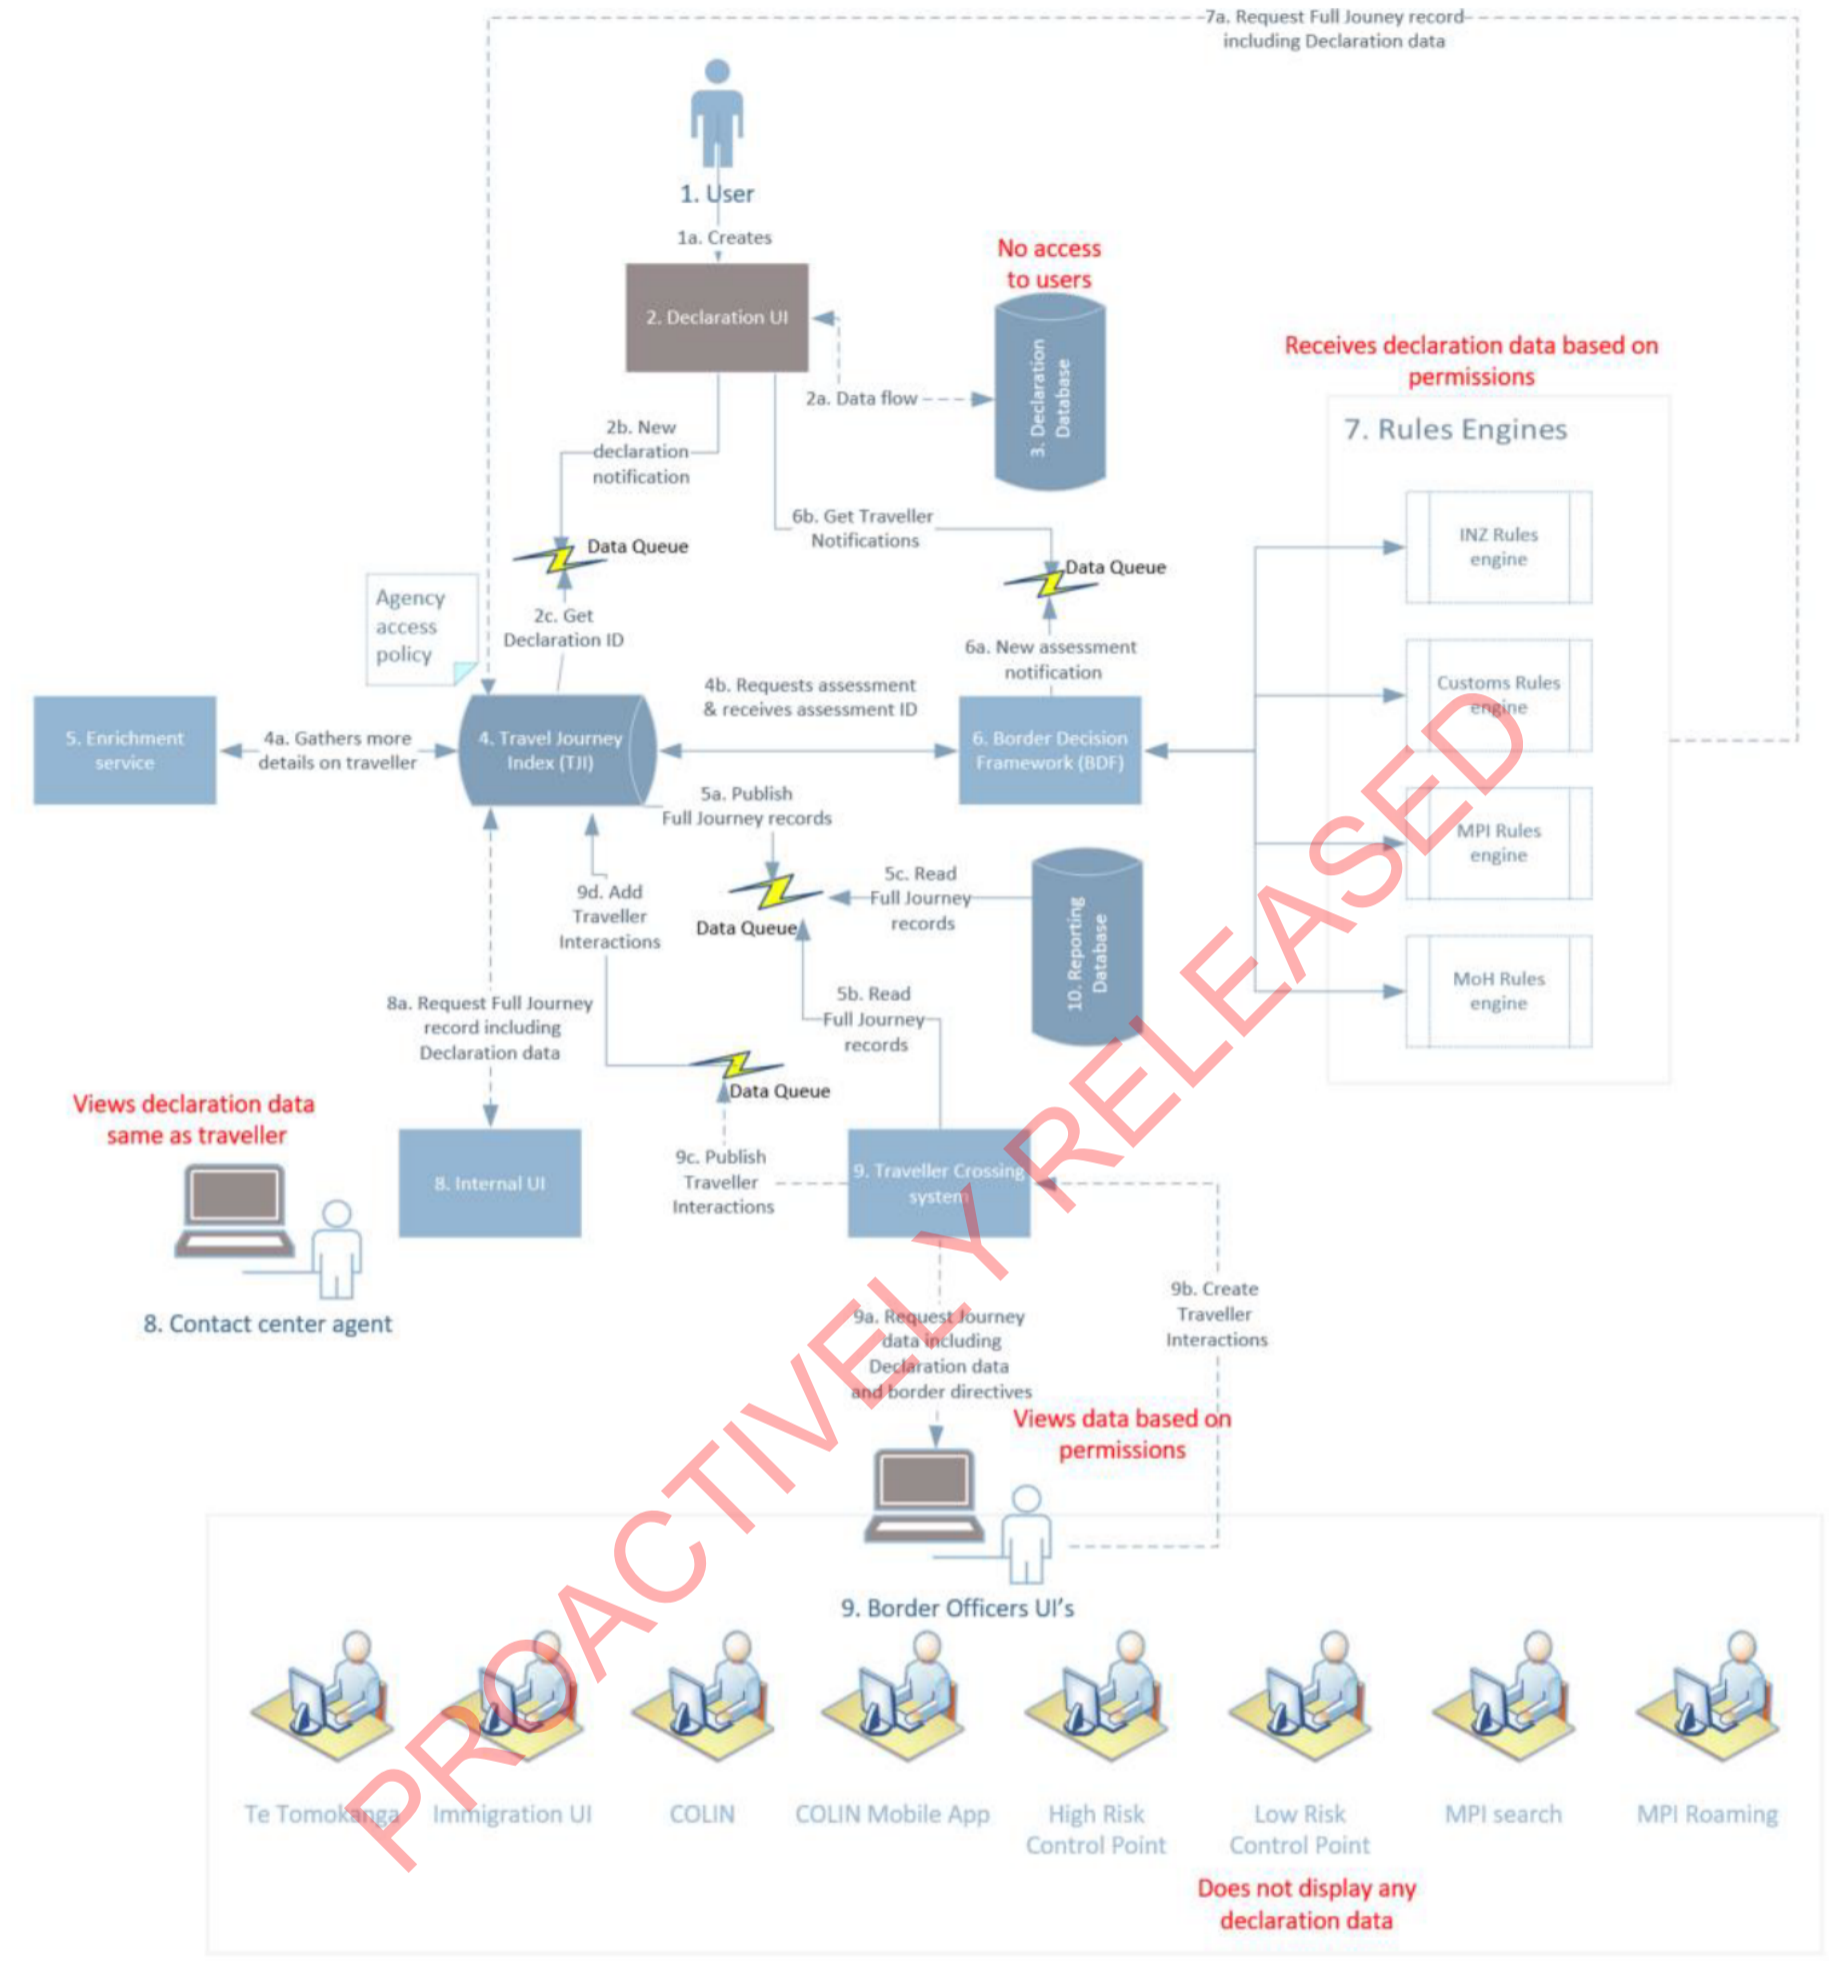 7a. Request Full Jouney record
including Declaration data
1. User
1a. Creates
No access
to users
2. Declaration UI
2a. Data flow
3. Declaration
Database
Receives declaration data based on
permissions
7. Rules Engines
2b. New
declaration
notification
6b. Get Traveller
Notifications
Data Queue
Data Queue
INZ Rules
engine
Agency
access
policy
2c. Get
Declaration ID
6a. New assessment
notification
4b. Requests assessment
& receives assessment ID
Customs Rules
engine
5. Enrichment
service
4a. Gathers more
details on traveller
4. Travel Journey
Index (TJI)
6. Border Decision
Framework (BDF)
5a. Publish
Full Journey records
MPI Rules
engine
9d. Add
Traveller
Interactions
Data Queue
5c. Read
Full Journey
records
10. Reporting
Database
8a. Request Full Journey
record including
Declaration data
5b. Read
Full Journey
records
MoH Rules
engine
Data Queue
Views declaration data
same as traveller
8. Internal UI
9c. Publish
Traveller
Interactions
9. Traveller Crossing
system
8. Contact center agent
9a. Request Journey
data including
Declaration data
and border directives
9b. Create
Traveller
Interactions
Views data based on
permissions
9. Border Officers UI's
Te Tomokanga
Immigration UI
COLIN
COLIN Mobile App
High Risk
Control Point
Low Risk
Control Point
MPI search
MPI Roaming
Does not display any
declaration data
PROACTIVELY RELEASED